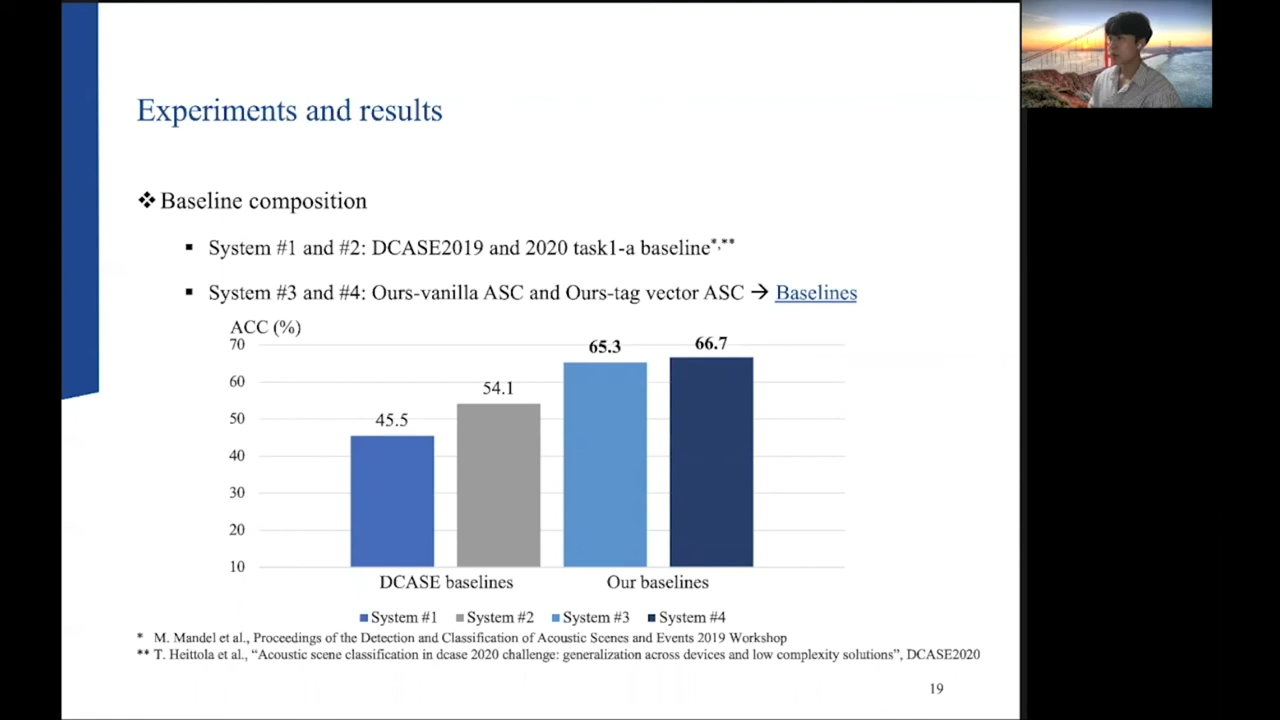 Experiments and results
❖ Baseline composition
▪ System #1 and #2: DCASE2019 and 2020 task1-a baseline*,**
▪ System #3 and #4: Ours-vanilla ASC and Ours-tag vector ASC → Baselines
ACC (%)
70
60
50
40
30
20
10
45.5
54.1
65.3
66.7
DCASE baselines
Our baselines
System #1 System #2 System #3 System #4
* M. Mandel et al., Proceedings of the Detection and Classification of Acoustic Scenes and Events 2019 Workshop
** T. Heittola et al., “Acoustic scene classification in dcase 2020 challenge: generalization across devices and low complexity solutions”, DCASE2020
19